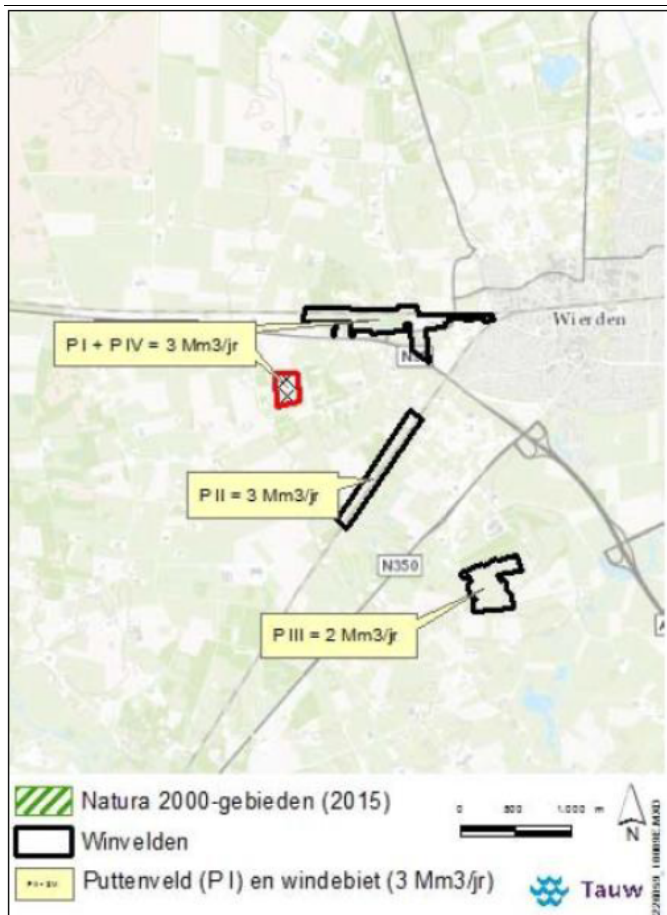 Wierden
P I + P IV = 3 Mm3/jr
P II = 3 Mm3/jr
N350
P III = 2 Mm3/jr
Natura 2000-gebieden (2015)
0 500 1.000 m
Winvelden
N
Puttenveld (P I) en windebiet (3 Mm3/jr)
Tauw